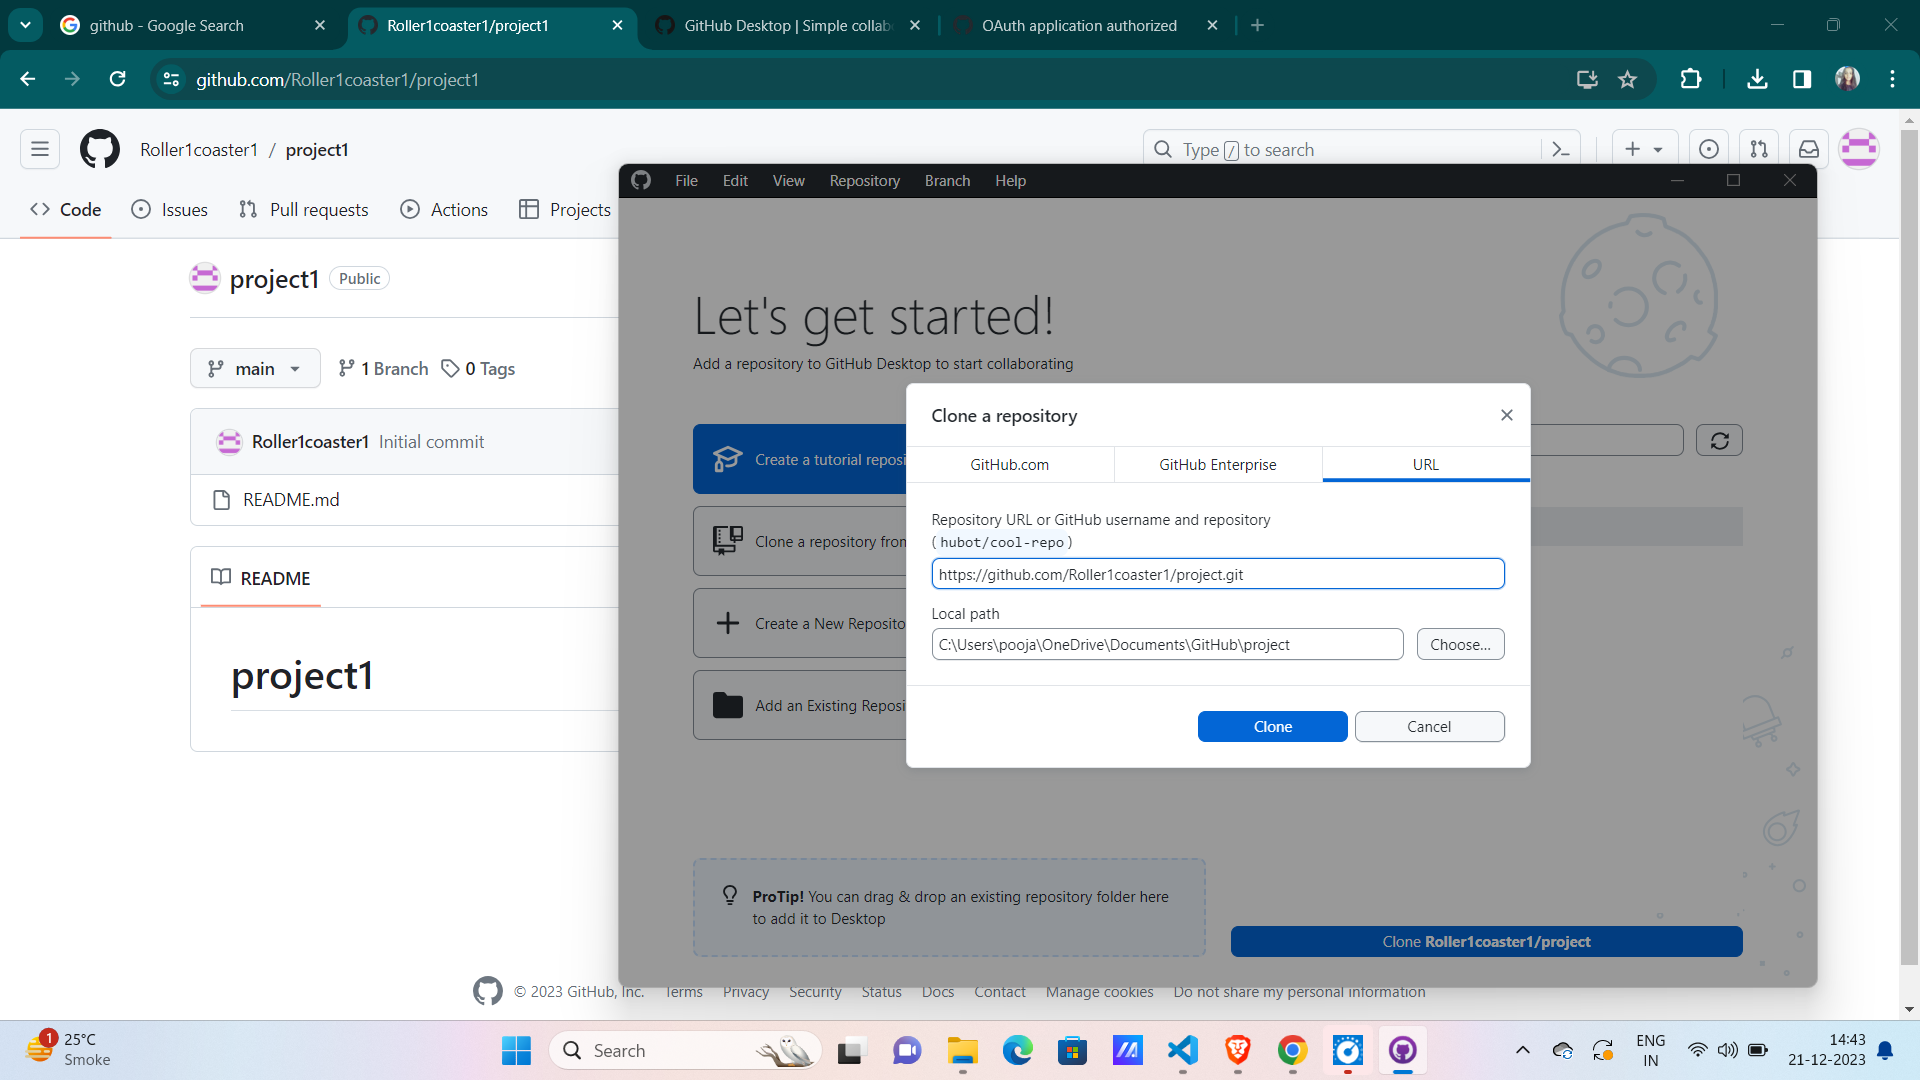 github - Google Search
Roller1coaster1/project1
GitHub Desktop | Simple collab
OAuth application authorized
github.com/Roller1coaster1/project1
Roller1coaster1 / project1
Type / to search
Code
Issues
Pull requests
Actions
Projects
File Edit View Repository Branch Help
project1 Public
main
1 Branch
0 Tags
Roller1coaster1 Initial commit
README.md
README
project1
Let's get started!
Add a repository to GitHub Desktop to start collaborating
Create a tutorial reposi
Clone a repository from
Create a New Reposito
Add an Existing Reposi
Clone a repository
GitHub.com
GitHub Enterprise
URL
Repository URL or GitHub username and repository
(hubot/cool-repo)
https://github.com/Roller1coaster1/project.git
Local path
C:\Users\pooja\OneDrive\Documents\GitHub\project
Choose...
Clone
Cancel
ProTip! You can drag & drop an existing repository folder here
to add it to Desktop
Clone Roller1coaster1/project
© 2023 GitHub, Inc. Terms Privacy Security Status Docs Contact Manage cookies Do not share my personal information
1
25°C
Smoke
Search
ENG
IN
14:43
21-12-2023